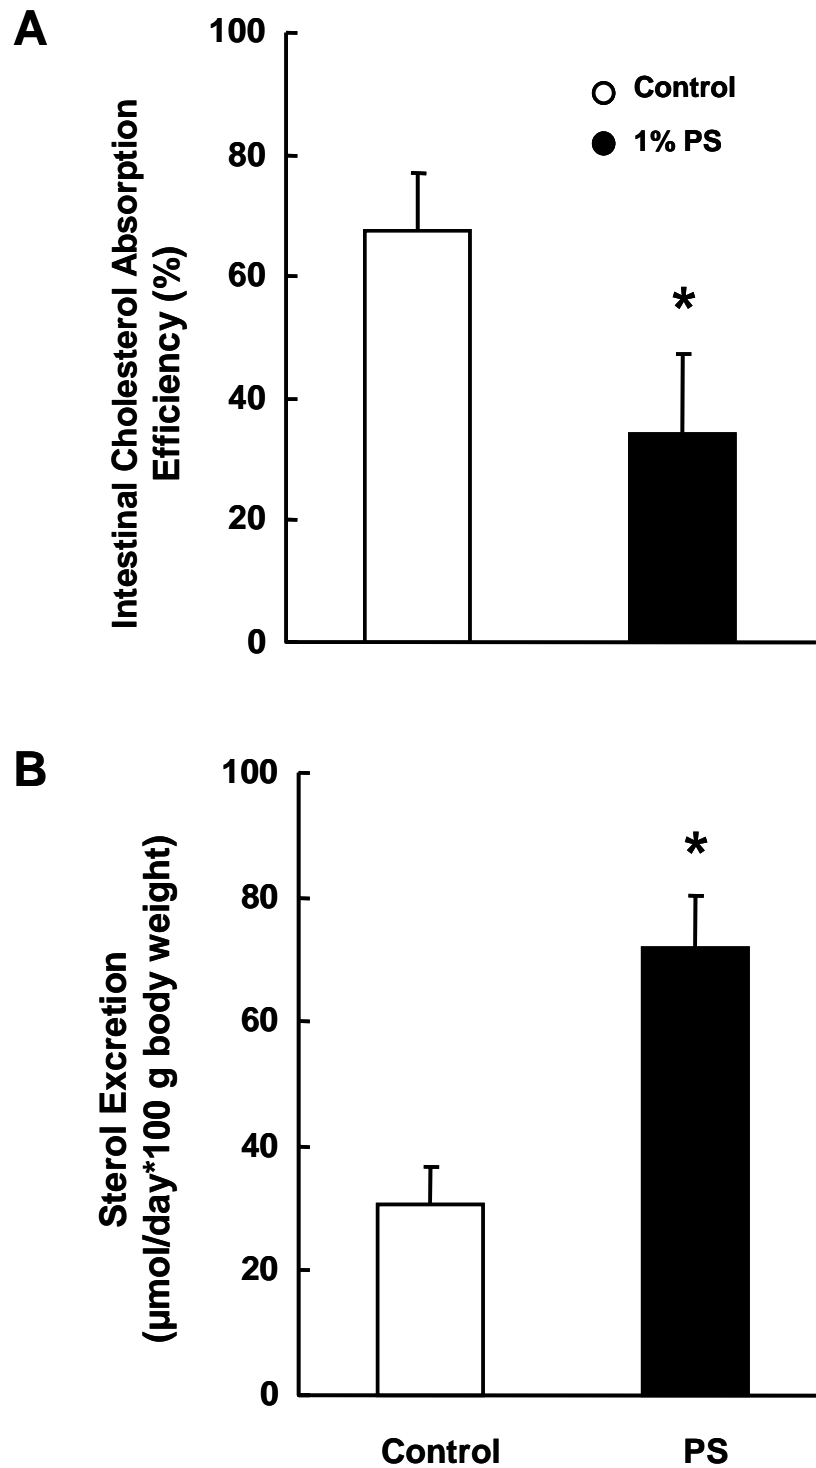 A
100
80
60
40
20
0
Intestinal Cholesterol Absorption
Efficiency (%)
Control
1% PS
*
B
100
80
60
40
20
0
Sterol Excretion
(µmol/day*100 g body weight)
*
Control PS